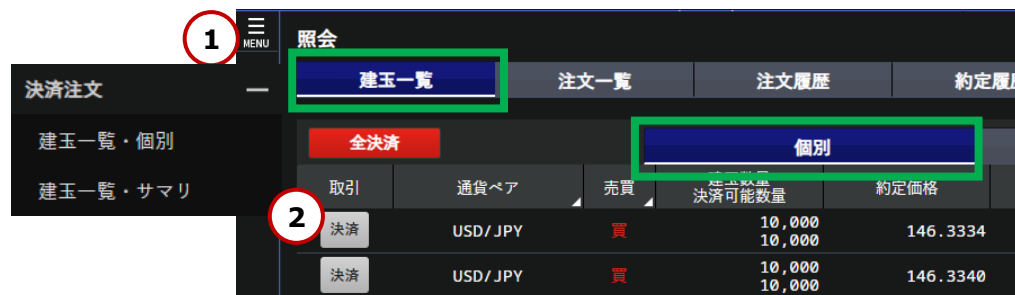 1
MENU
照会
決済注文
建玉一覧・個別
建玉一覧・サマリ
建玉一覧 注文一覧 注文履歴 約定履
全決済 個別
取引 通貨ペア 売買 建玉数量 約定価格
決済可能数量
2
決済 USD/JPY 買 10,000 146.3334
10,000
決済 USD/JPY 買 10,000 146.3340
10,000